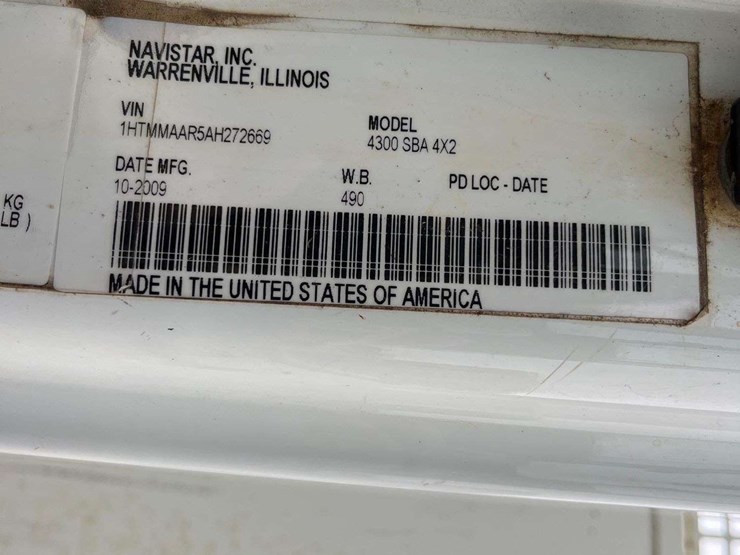 NAVISTAR, INC.
WARRENVILLE, ILLINOIS
VIN
1HTMMAAR5AH272669
MODEL
4300 SBA 4X2
DATE MFG.
10-2009
W.B.
490
PD LOC - DATE
KG
LB )
MADE IN THE UNITED STATES OF AMERICA